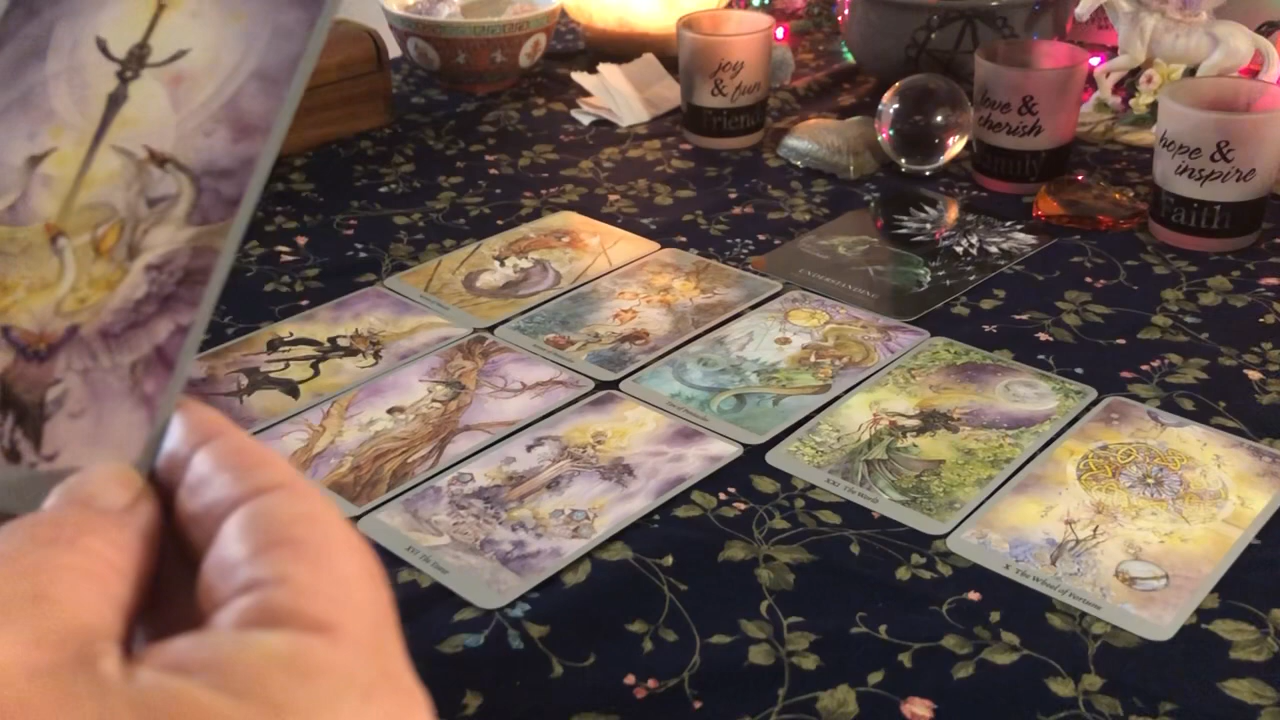 joy
& fun
Friend
love &
cherish
Family
hope &
inspire
Faith
UNDERSTANDING
XXI The World
X The Wheel of Fortune
XVI The Tower